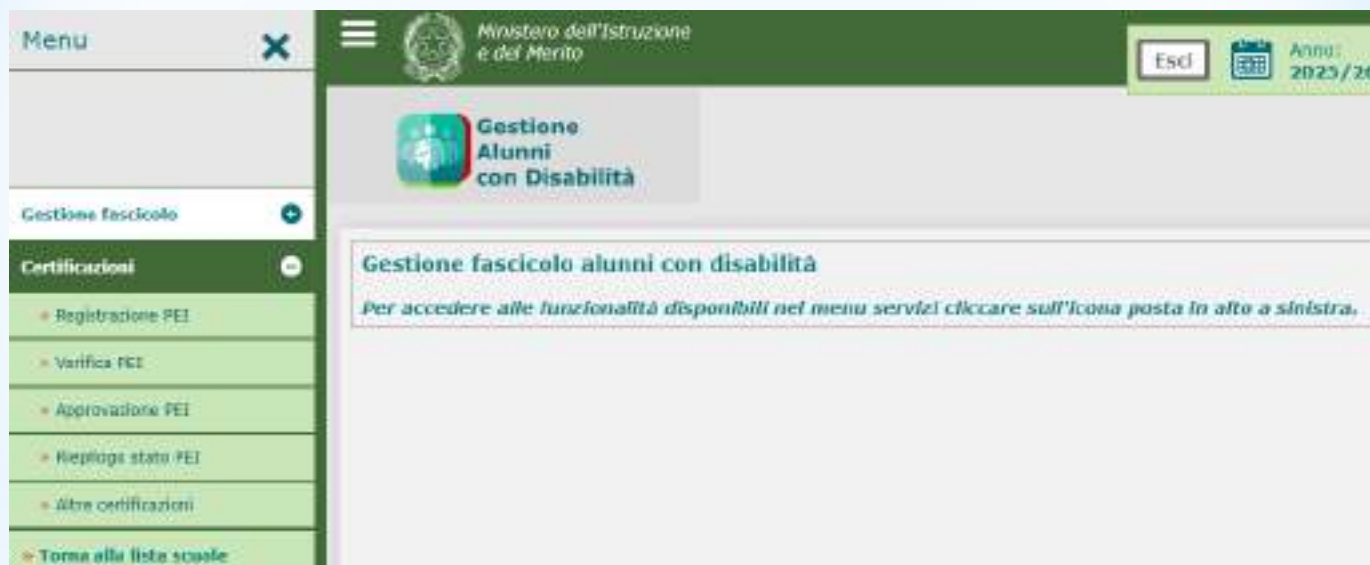 Menu
Ministero dell'Istruzione
e del Merito
Esci
Anno:
2025/26
Gestione
Alunni
con Disabilità
Gestione fascicolo
Certificazioni
» Registrazione PEI
» Verifica PEI
» Approvazione PEI
» Riepilogo stato PEI
» Altre certificazioni
» Torna alla lista scuole
Gestione fascicolo alunni con disabilità
Per accedere alle funzionalità disponibili nel menu servizi cliccare sull'icona posta in alto a sinistra.